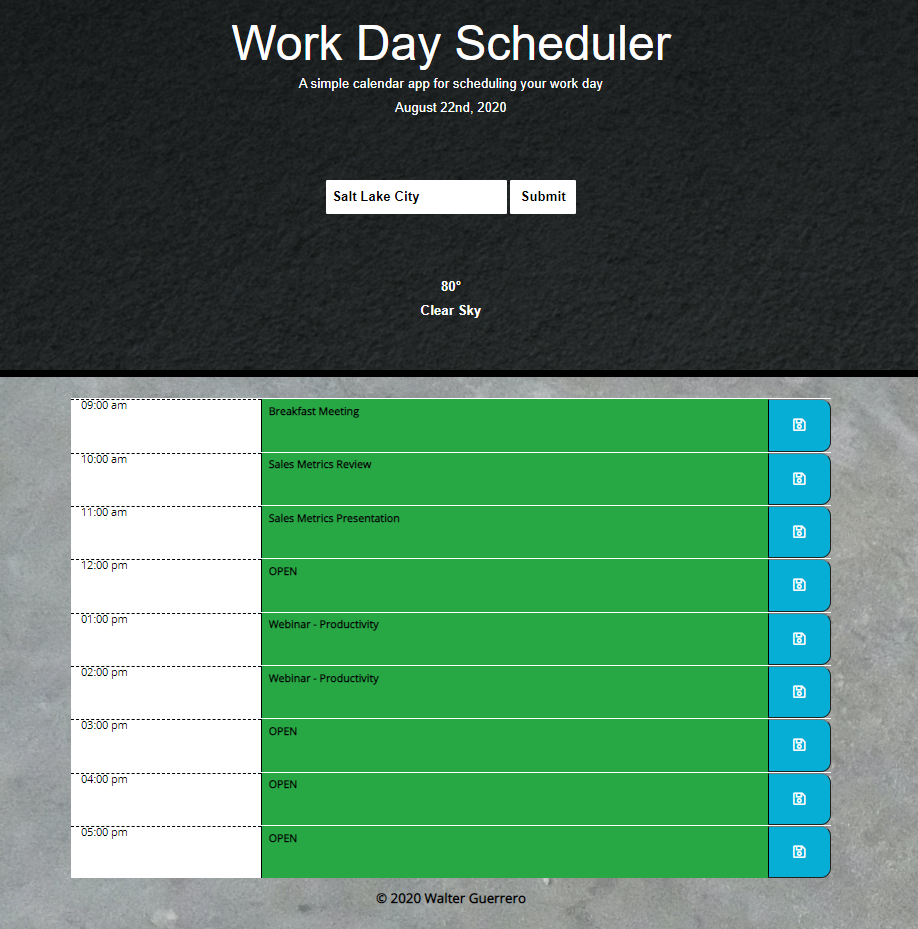 Work Day Scheduler
A simple calendar app for scheduling your work day
August 22nd, 2020
Salt Lake City Submit
80°
Clear Sky
09:00 am Breakfast Meeting
10:00 am Sales Metrics Review
11:00 am Sales Metrics Presentation
12:00 pm OPEN
01:00 pm Webinar - Productivity
02:00 pm Webinar - Productivity
03:00 pm OPEN
04:00 pm OPEN
05:00 pm OPEN
© 2020 Walter Guerrero